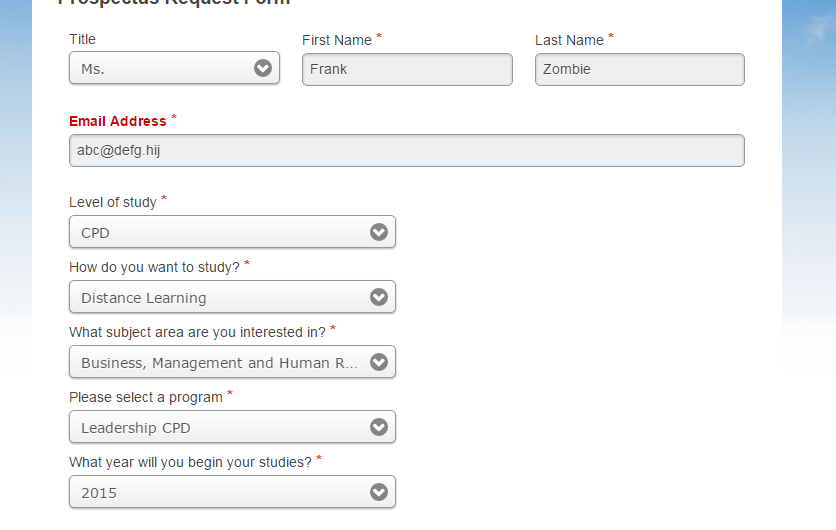 Prospectus Request Form
Title
First Name *
Last Name *
Ms.
Frank
Zombie
Email Address *
abc@defg.hij
Level of study *
CPD
How do you want to study? *
Distance Learning
What subject area are you interested in? *
Business, Management and Human R...
Please select a program *
Leadership CPD
What year will you begin your studies? *
2015